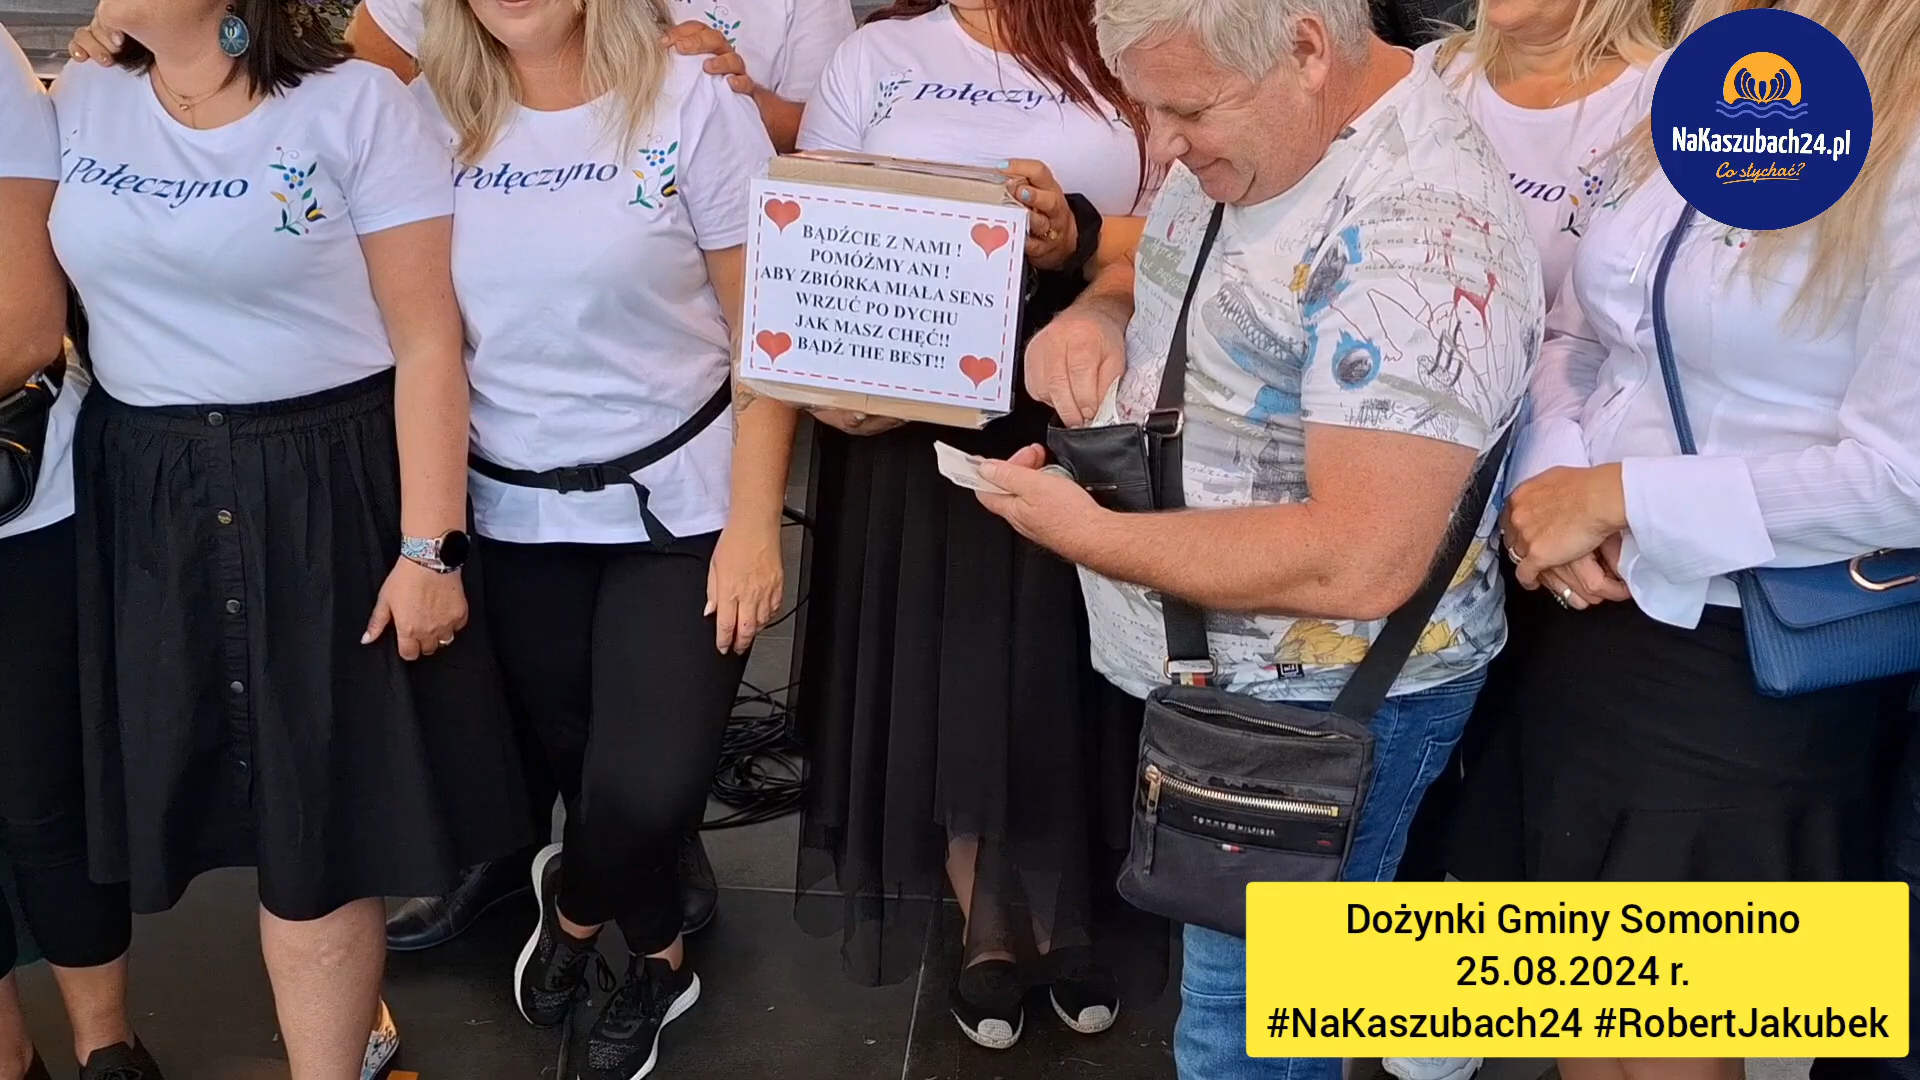 Połęczyno
Połęczyno
NaKaszubach24.pl
Co słychać?
BĄDŹCIE Z NAMI !
POMÓŻMY ANI !
ABY ZBIÓRKA MIAŁA SENS
WRZUĆ PO DYCHU
JAK MASZ CHĘĆ!!
BĄDŹ THE BEST!!
TOMMY HILFIGER
Dożynki Gminy Somonino
25.08.2024 r.
#NaKaszubach24 #RobertJakubek